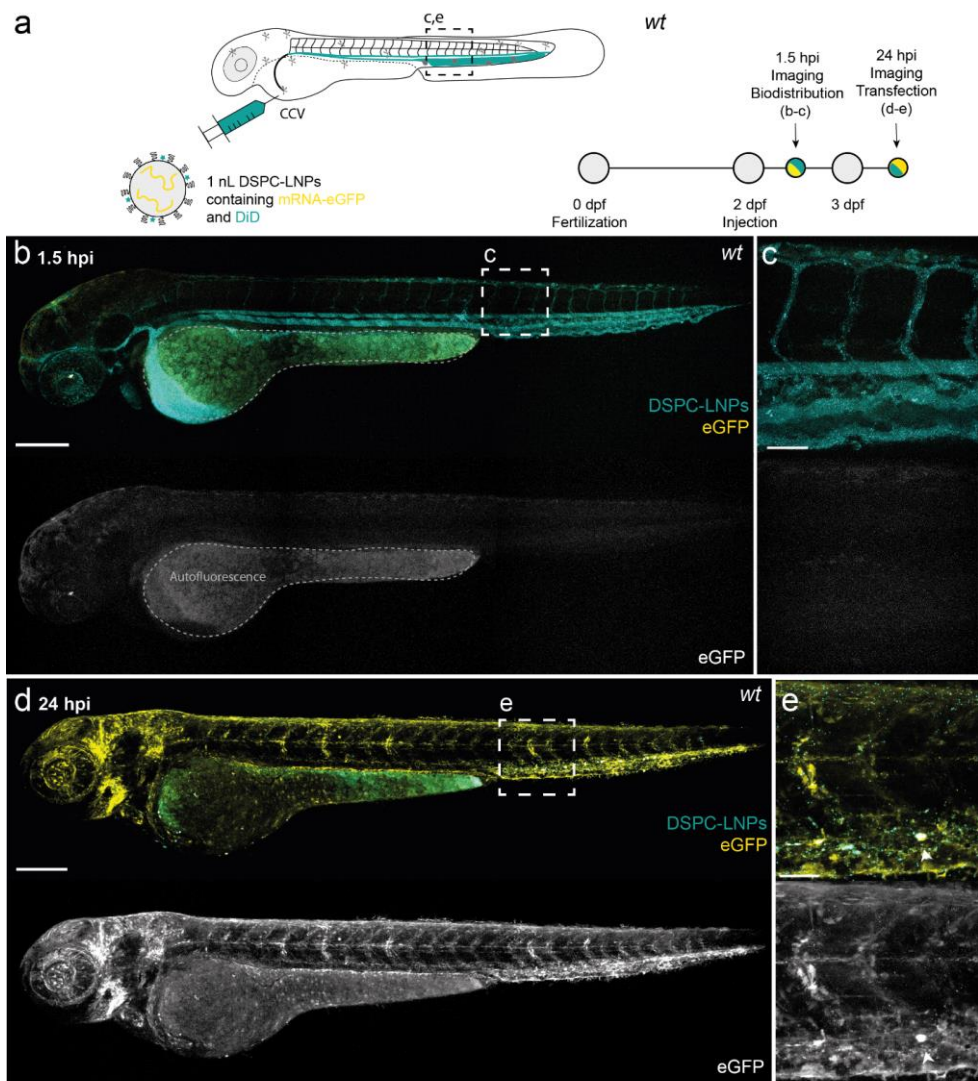 a
c,e
wt
CCV
1 nL DSPC-LNPs
containing mRNA-eGFP
and DiD
1.5 hpi
Imaging
Biodistribution
(b-c)
24 hpi
Imaging
Transfection
(d-e)
0 dpf
Fertilization
2 dpf
Injection
3 dpf
b 1.5 hpi
wt
c
c
DSPC-LNPs
eGFP
Autofluorescence
eGFP
d 24 hpi
wt
e
e
DSPC-LNPs
eGFP
eGFP